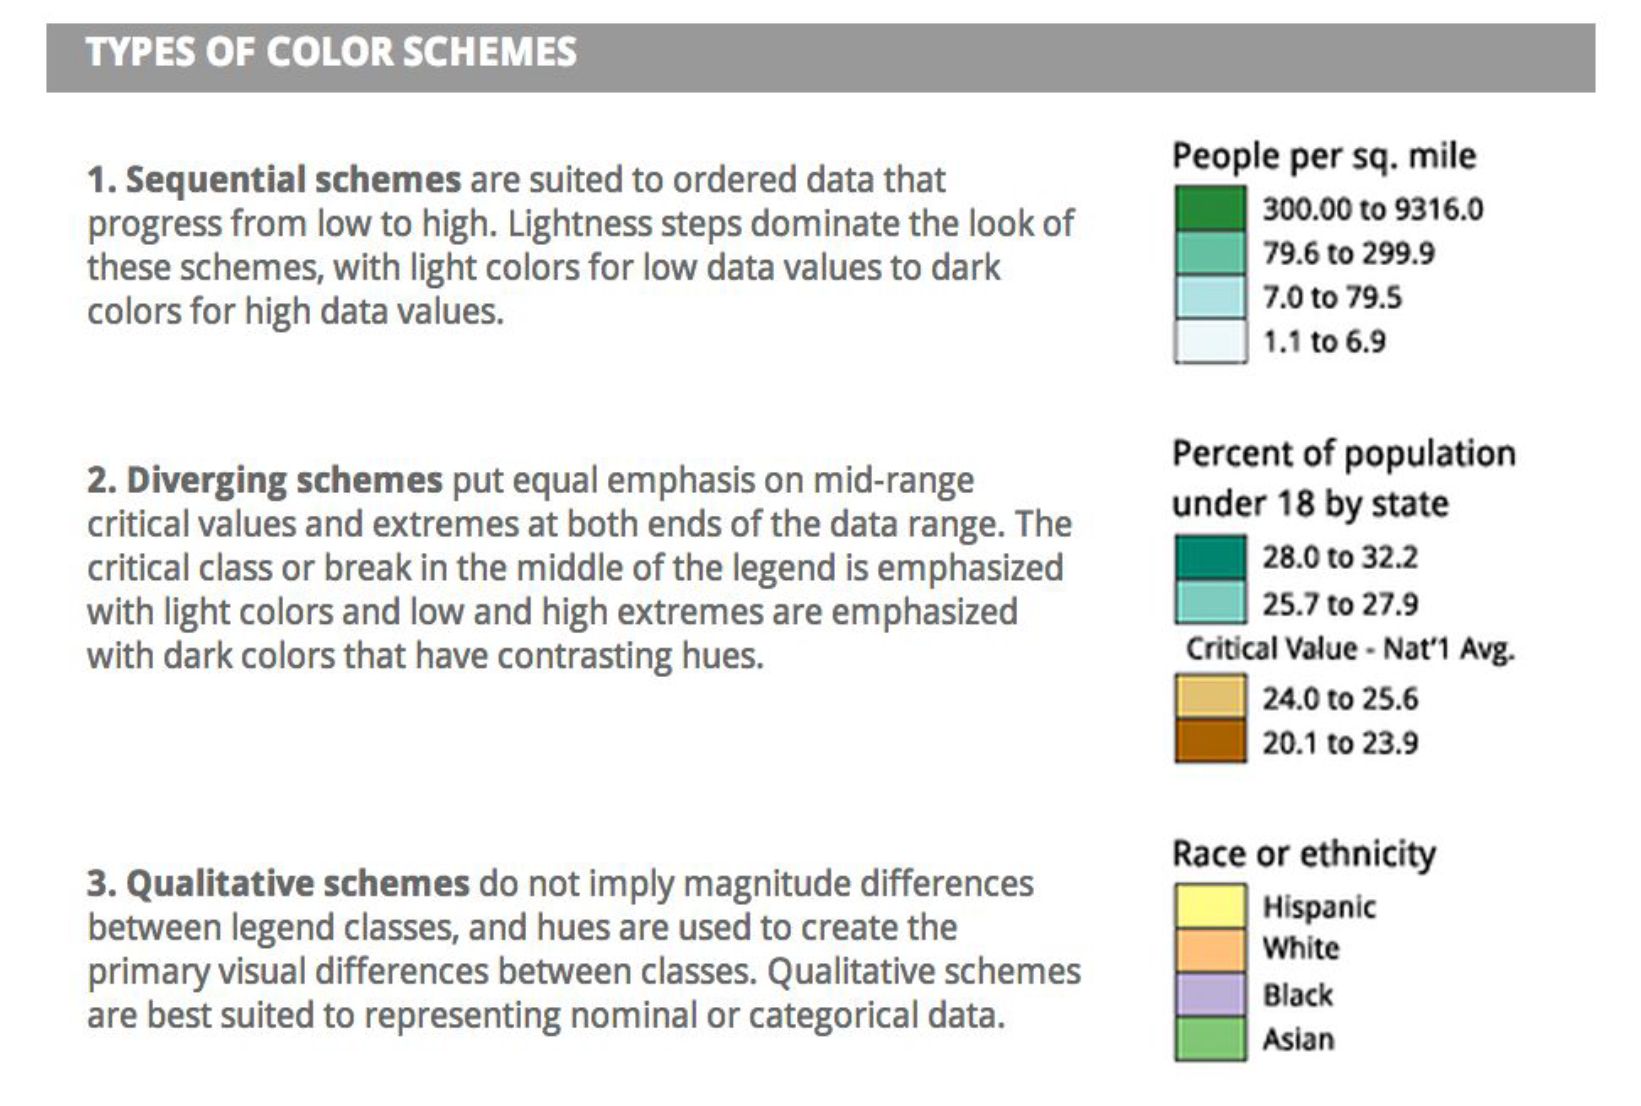 TYPES OF COLOR SCHEMES
1. Sequential schemes are suited to ordered data that
progress from low to high. Lightness steps dominate the look of
these schemes, with light colors for low data values to dark
colors for high data values.
People per sq. mile
300.00 to 9316.0
79.6 to 299.9
7.0 to 79.5
1.1 to 6.9
2. Diverging schemes put equal emphasis on mid-range
critical values and extremes at both ends of the data range. The
critical class or break in the middle of the legend is emphasized
with light colors and low and high extremes are emphasized
with dark colors that have contrasting hues.
Percent of population
under 18 by state
28.0 to 32.2
25.7 to 27.9
Critical Value - Nat'1 Avg.
24.0 to 25.6
20.1 to 23.9
3. Qualitative schemes do not imply magnitude differences
between legend classes, and hues are used to create the
primary visual differences between classes. Qualitative schemes
are best suited to representing nominal or categorical data.
Race or ethnicity
Hispanic
White
Black
Asian